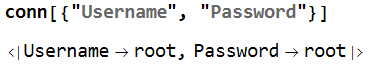 conn[{"Username", "Password"}]
<|Username → root, Password → root|>